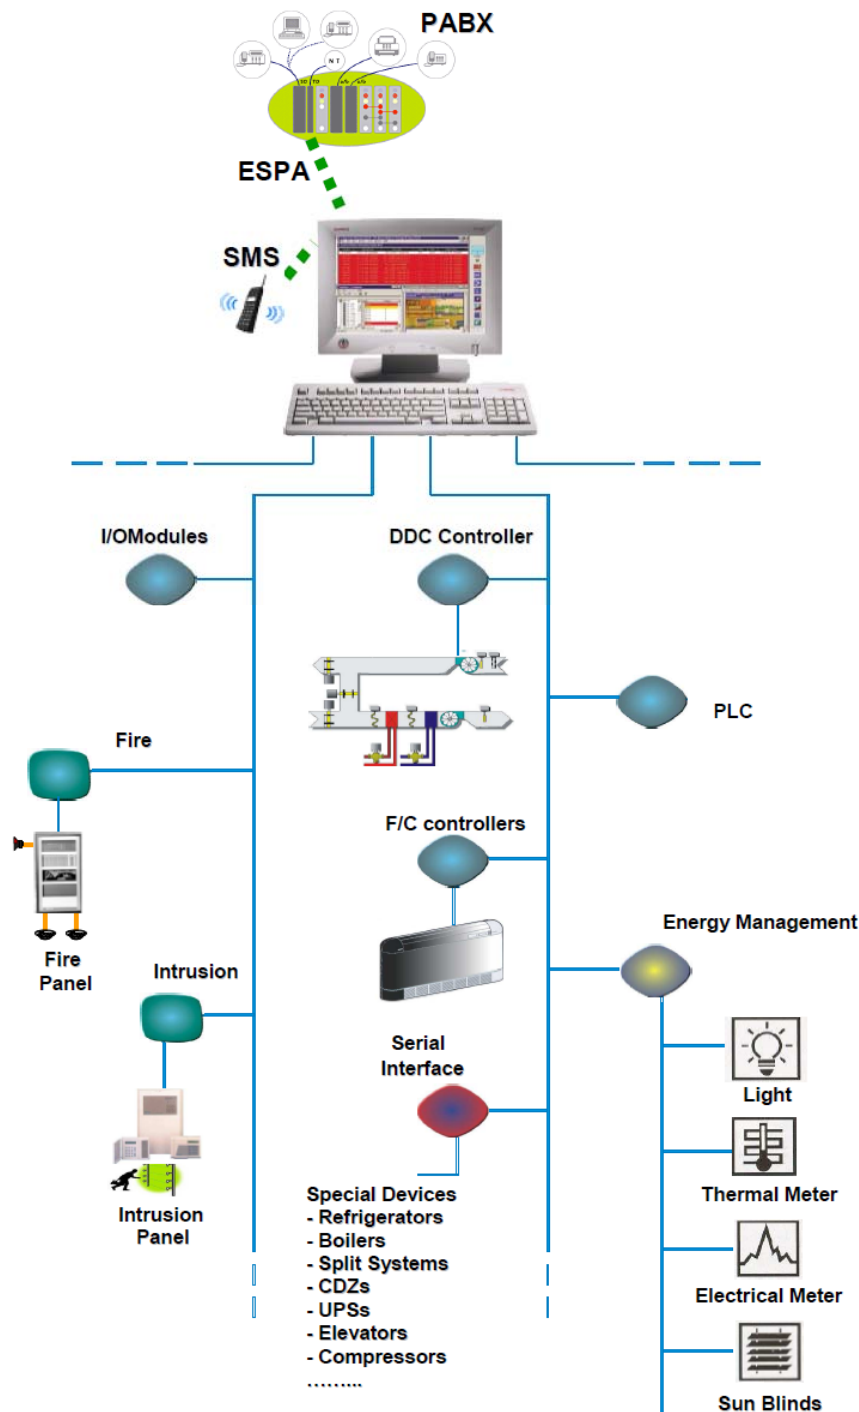 PABX
N T
ESPA
SMS
I/OModules
DDC Controller
PLC
Fire
F/C controllers
Energy Management
Fire
Panel
Intrusion
Serial
Interface
Light
Thermal Meter
Special Devices
- Refrigerators
- Boilers
- Split Systems
- CDZs
- UPSs
- Elevators
- Compressors
.........
Intrusion
Panel
Electrical Meter
Sun Blinds